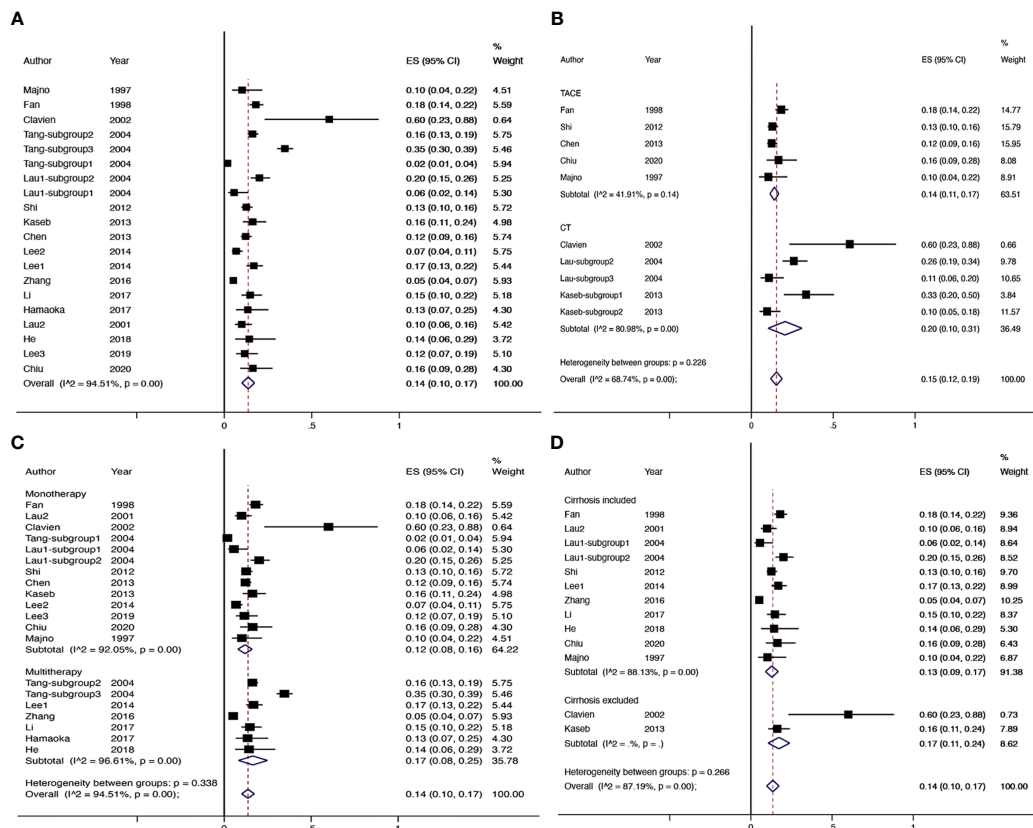 A
%
Author Year ES (95% CI) Weight
Majno 1997 0.10 (0.04, 0.22) 4.51
Fan 1998 0.18 (0.14, 0.22) 5.59
Clavien 2002 0.60 (0.23, 0.88) 0.64
Tang-subgroup2 2004 0.16 (0.13, 0.19) 5.75
Tang-subgroup3 2004 0.35 (0.30, 0.39) 5.46
Tang-subgroup1 2004 0.02 (0.01, 0.04) 5.94
Lau1-subgroup2 2004 0.20 (0.15, 0.26) 5.25
Lau1-subgroup1 2004 0.06 (0.02, 0.14) 5.30
Shi 2012 0.13 (0.10, 0.16) 5.72
Kaseb 2013 0.16 (0.11, 0.24) 4.98
Chen 2013 0.12 (0.09, 0.16) 5.74
Lee2 2014 0.07 (0.04, 0.11) 5.75
Lee1 2014 0.17 (0.13, 0.22) 5.44
Zhang 2016 0.05 (0.04, 0.07) 5.93
Li 2017 0.15 (0.10, 0.22) 5.18
Hamaoka 2017 0.13 (0.07, 0.25) 4.30
Lau2 2001 0.10 (0.06, 0.16) 5.42
He 2018 0.14 (0.06, 0.29) 3.72
Lee3 2019 0.12 (0.07, 0.19) 5.10
Chiu 2020 0.16 (0.09, 0.28) 4.30
Overall (I^2 = 94.51%, p = 0.00) 0.14 (0.10, 0.17) 100.00
0 .5 1
B
%
Author Year ES (95% CI) Weight
TACE
Fan 1998 0.18 (0.14, 0.22) 14.77
Shi 2012 0.13 (0.10, 0.16) 15.79
Chen 2013 0.12 (0.09, 0.16) 15.95
Chiu 2020 0.16 (0.09, 0.28) 8.08
Majno 1997 0.10 (0.04, 0.22) 8.91
Subtotal (I^2 = 41.91%, p = 0.14) 0.14 (0.11, 0.17) 63.51
CT
Clavien 2002 0.60 (0.23, 0.88) 0.66
Lau-subgroup2 2004 0.26 (0.19, 0.34) 9.78
Lau-subgroup3 2004 0.11 (0.06, 0.20) 10.65
Kaseb-subgroup1 2013 0.33 (0.20, 0.50) 3.84
Kaseb-subgroup2 2013 0.10 (0.05, 0.18) 11.57
Subtotal (I^2 = 80.98%, p = 0.00) 0.20 (0.10, 0.31) 36.49
Heterogeneity between groups: p = 0.226
Overall (I^2 = 68.74%, p = 0.00); 0.15 (0.12, 0.19) 100.00
0 .5 1
C
%
Author Year ES (95% CI) Weight
Monotherapy
Fan 1998 0.18 (0.14, 0.22) 5.59
Lau2 2001 0.10 (0.06, 0.16) 5.42
Clavien 2002 0.60 (0.23, 0.88) 0.64
Tang-subgroup1 2004 0.02 (0.01, 0.04) 5.94
Lau1-subgroup1 2004 0.06 (0.02, 0.14) 5.30
Lau1-subgroup2 2004 0.20 (0.15, 0.26) 5.25
Shi 2012 0.13 (0.10, 0.16) 5.72
Chen 2013 0.12 (0.09, 0.16) 5.74
Kaseb 2013 0.16 (0.11, 0.24) 4.98
Lee2 2014 0.07 (0.04, 0.11) 5.75
Lee3 2019 0.12 (0.07, 0.19) 5.10
Chiu 2020 0.16 (0.09, 0.28) 4.30
Majno 1997 0.10 (0.04, 0.22) 4.51
Subtotal (I^2 = 92.05%, p = 0.00) 0.12 (0.08, 0.16) 64.22
Multitherapy
Tang-subgroup2 2004 0.16 (0.13, 0.19) 5.75
Tang-subgroup3 2004 0.35 (0.30, 0.39) 5.46
Lee1 2014 0.17 (0.13, 0.22) 5.44
Zhang 2016 0.05 (0.04, 0.07) 5.93
Li 2017 0.15 (0.10, 0.22) 5.18
Hamaoka 2017 0.13 (0.07, 0.25) 4.30
He 2018 0.14 (0.06, 0.29) 3.72
Subtotal (I^2 = 96.61%, p = 0.00) 0.17 (0.08, 0.25) 35.78
Heterogeneity between groups: p = 0.338
Overall (I^2 = 94.51%, p = 0.00); 0.14 (0.10, 0.17) 100.00
0 .5 1
D
%
Author Year ES (95% CI) Weight
Cirrhosis included
Fan 1998 0.18 (0.14, 0.22) 9.36
Lau2 2001 0.10 (0.06, 0.16) 8.94
Lau1-subgroup1 2004 0.06 (0.02, 0.14) 8.64
Lau1-subgroup2 2004 0.20 (0.15, 0.26) 8.52
Shi 2012 0.13 (0.10, 0.16) 9.70
Lee1 2014 0.17 (0.13, 0.22) 8.99
Zhang 2016 0.05 (0.04, 0.07) 10.25
Li 2017 0.15 (0.10, 0.22) 8.37
He 2018 0.14 (0.06, 0.29) 5.30
Chiu 2020 0.16 (0.09, 0.28) 6.43
Majno 1997 0.10 (0.04, 0.22) 6.87
Subtotal (I^2 = 88.13%, p = 0.00) 0.13 (0.09, 0.17) 91.38
Cirrhosis excluded
Clavien 2002 0.60 (0.23, 0.88) 0.73
Kaseb 2013 0.16 (0.11, 0.24) 7.89
Subtotal (I^2 = .%, p = .) 0.17 (0.11, 0.24) 8.62
Heterogeneity between groups: p = 0.266
Overall (I^2 = 87.19%, p = 0.00); 0.14 (0.10, 0.17) 100.00
0 .5 1